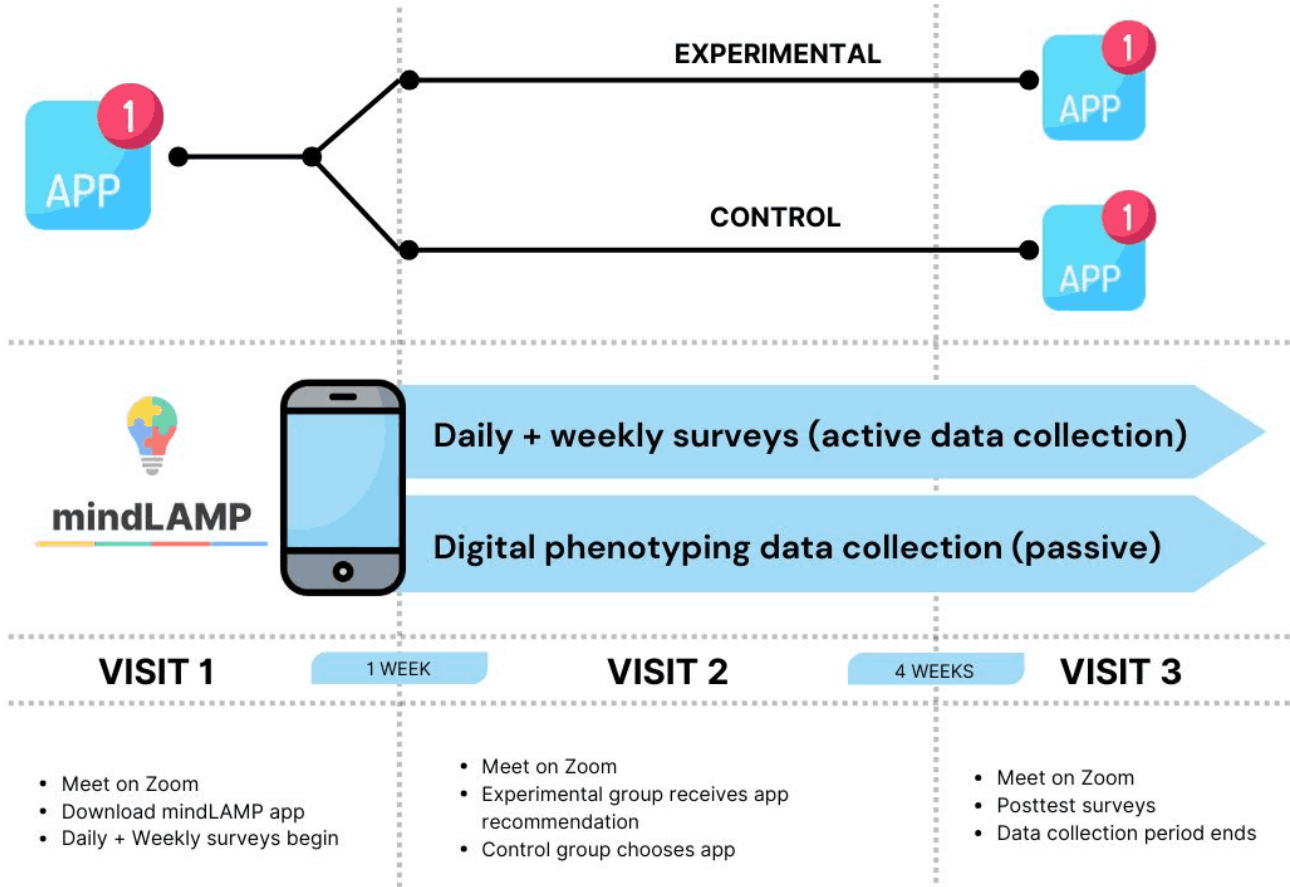 1
APP
EXPERIMENTAL
1
APP
CONTROL
1
APP
mindLAMP
Daily + weekly surveys (active data collection)
Digital phenotyping data collection (passive)
VISIT 1
1 WEEK
VISIT 2
4 WEEKS
VISIT 3
• Meet on Zoom
• Download mindLAMP app
• Daily + Weekly surveys begin
• Meet on Zoom
• Experimental group receives app
recommendation
• Control group chooses app
• Meet on Zoom
• Posttest surveys
• Data collection period ends